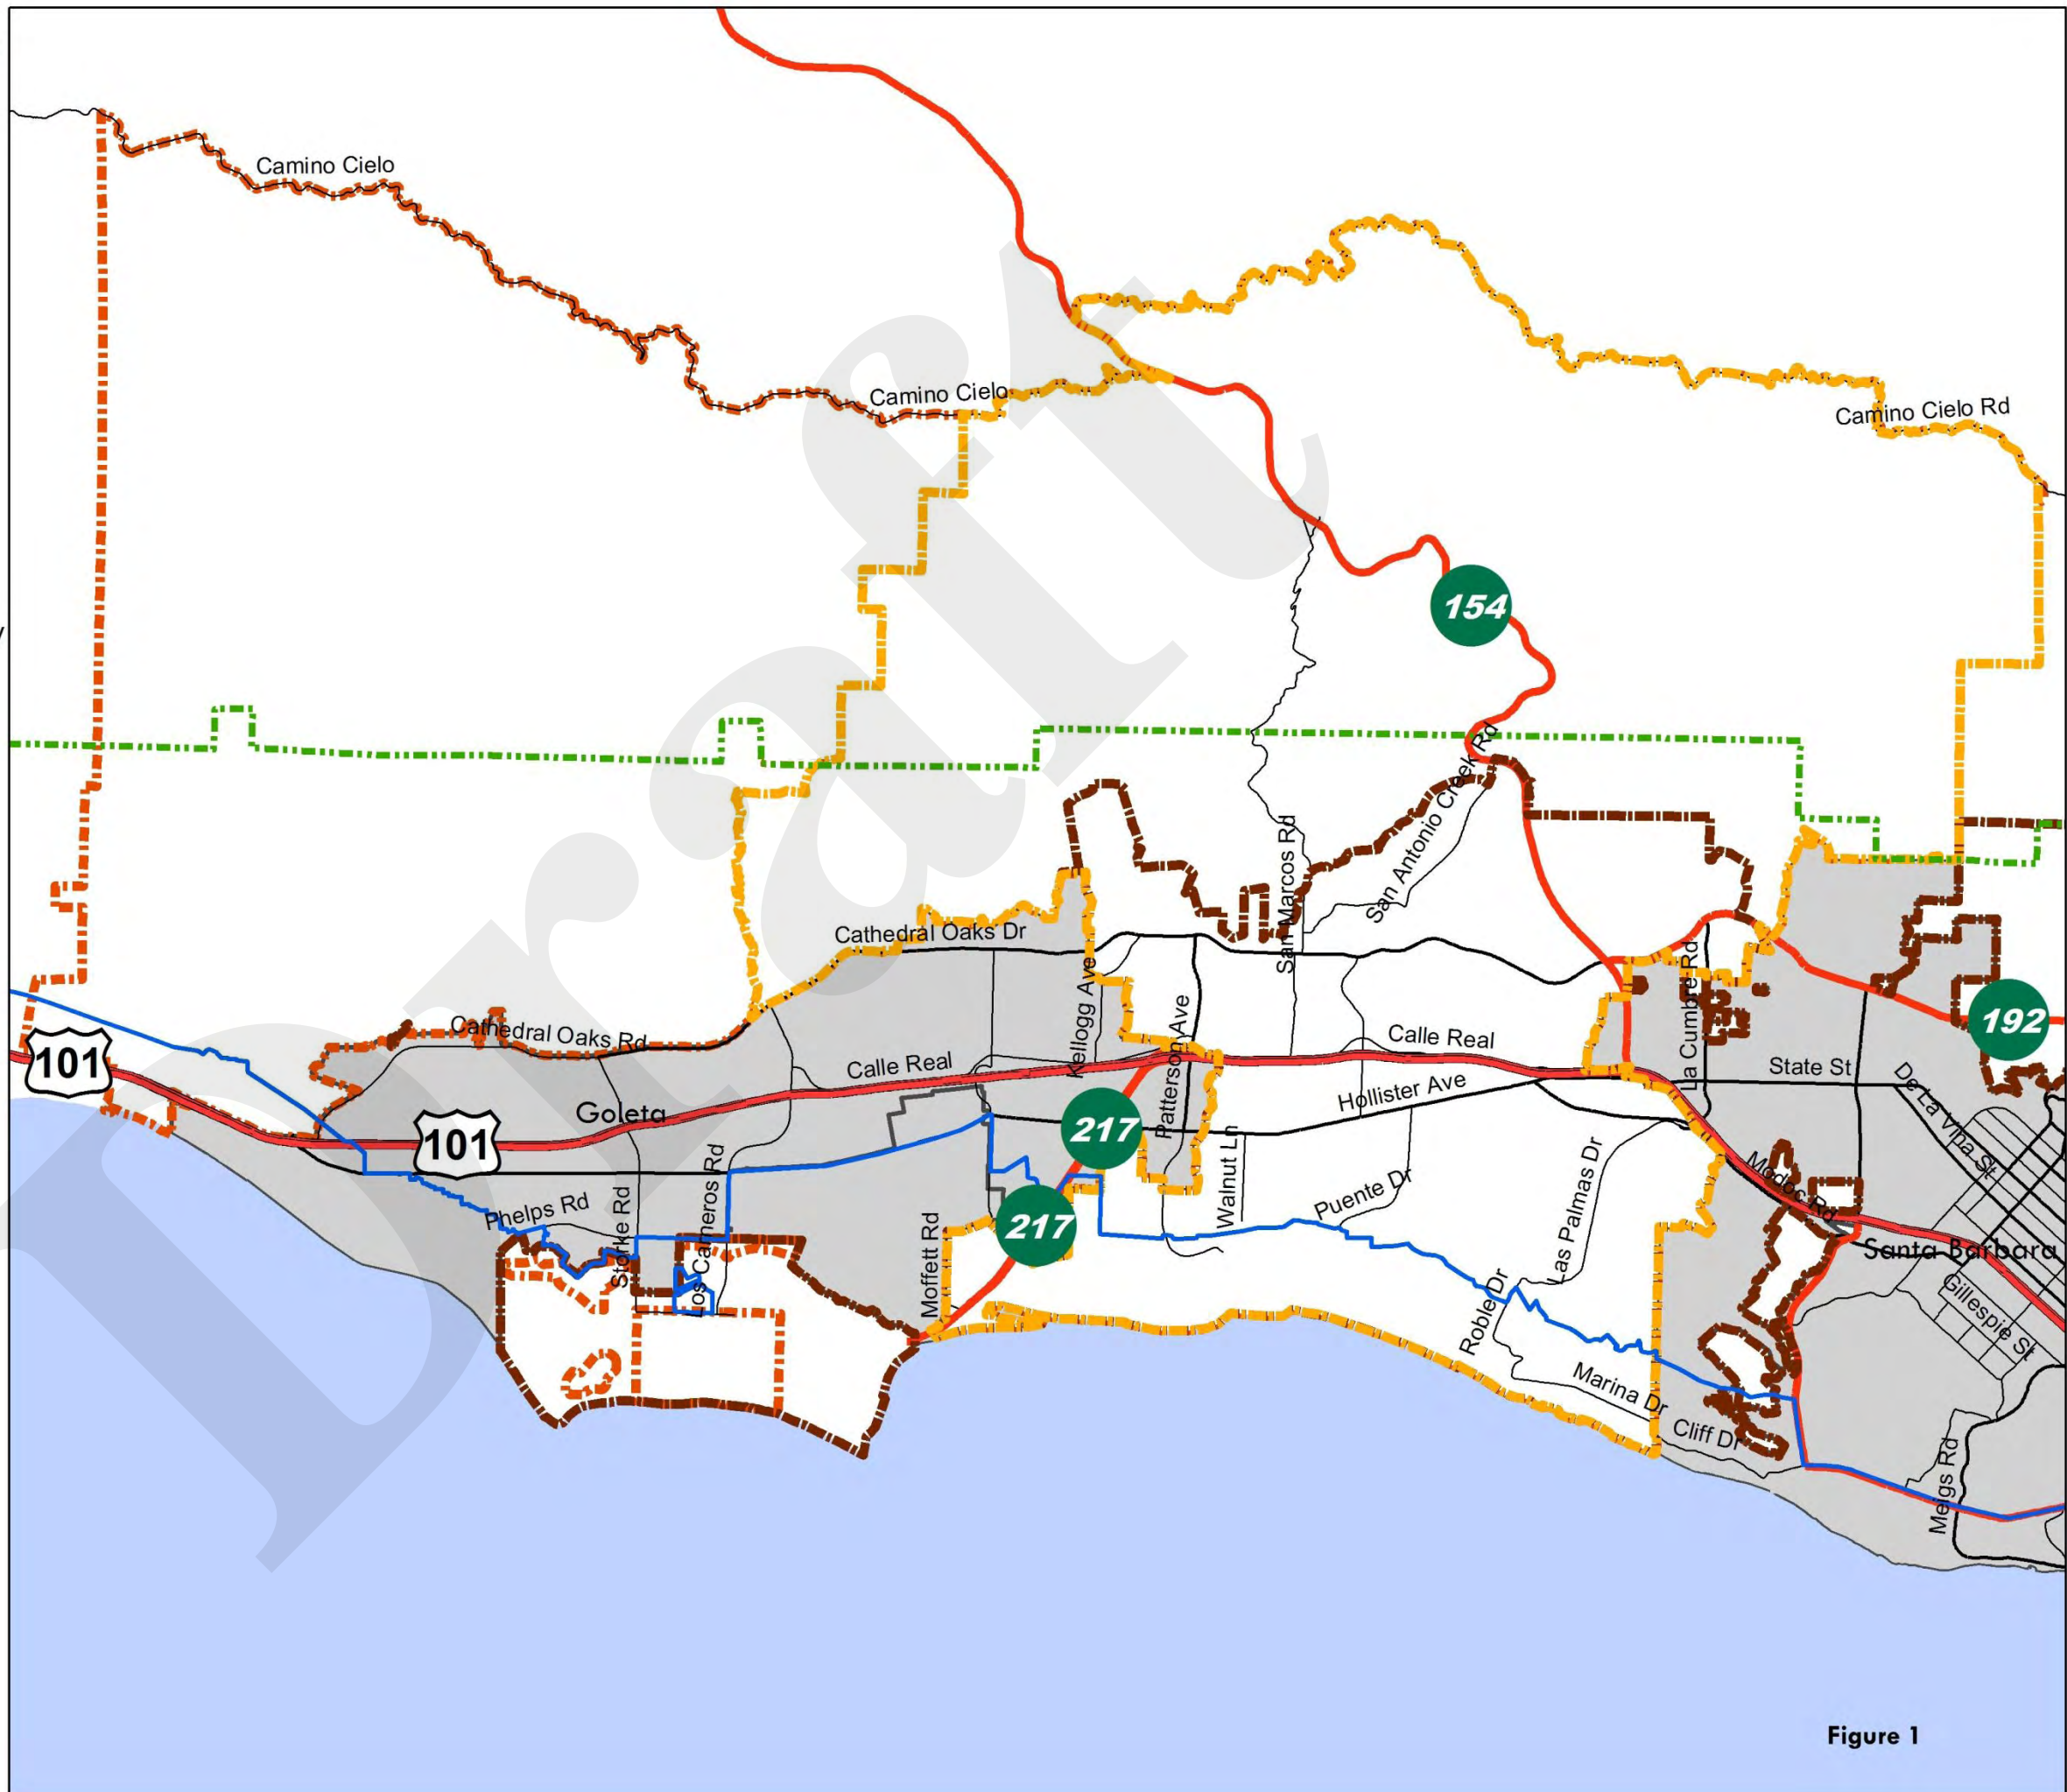 Camino Cielo
Camino Cielo
Camino Cielo Rd
154
San Antonio Creek Rd
San Marcos Rd
Cathedral Oaks Dr
Kellogg Ave
Patterson Ave
La Cumbre Rd
192
Cathedral Oaks Rd
101
Calle Real
Calle Real
State St
De La Vina St
Hollister Ave
Goleta
217
101
Walnut Ln
Las Palmas Dr
Modoc Rd
Puente Dr
Phelps Rd
Storke Rd
Los Carneros Rd
Moffett Rd
217
Santa Barbara
Gillespie St
Roble Dr
Marina Dr
Cliff Dr
Meigs Rd
Draft
Figure 1